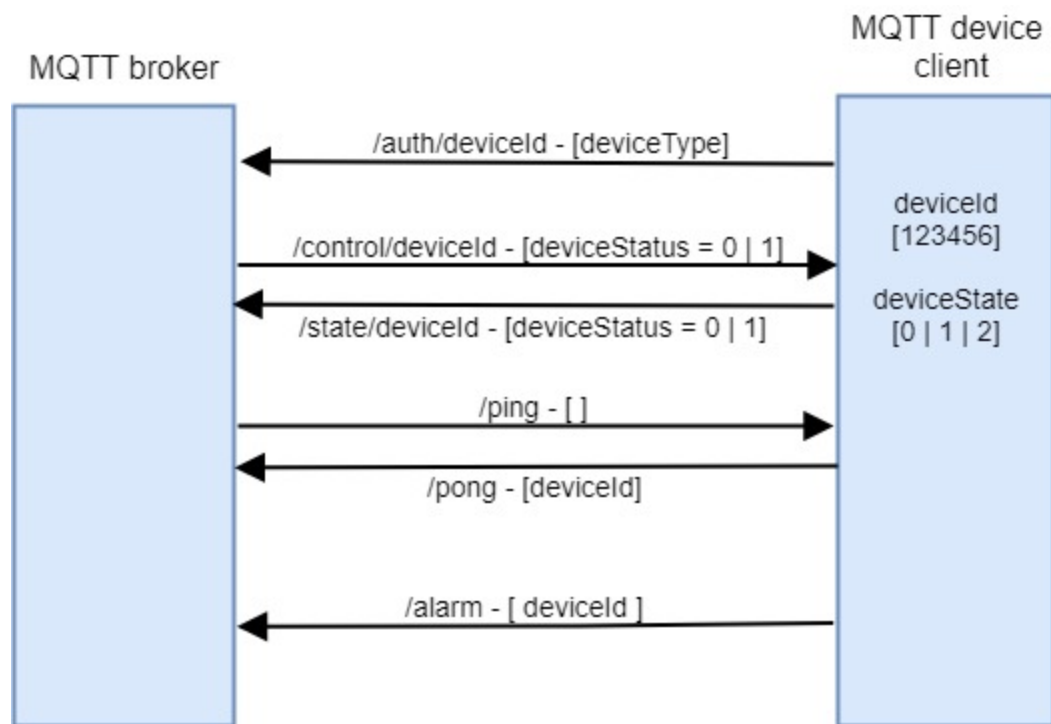 MQTT broker
MQTT device
client
/auth/deviceId - [deviceType]
deviceId
[123456]
/control/deviceId - [deviceStatus = 0 | 1]
deviceState
[0 | 1 | 2]
/state/deviceId - [deviceStatus = 0 | 1]
/ping - [ ]
/pong - [deviceId]
/alarm - [ deviceId ]